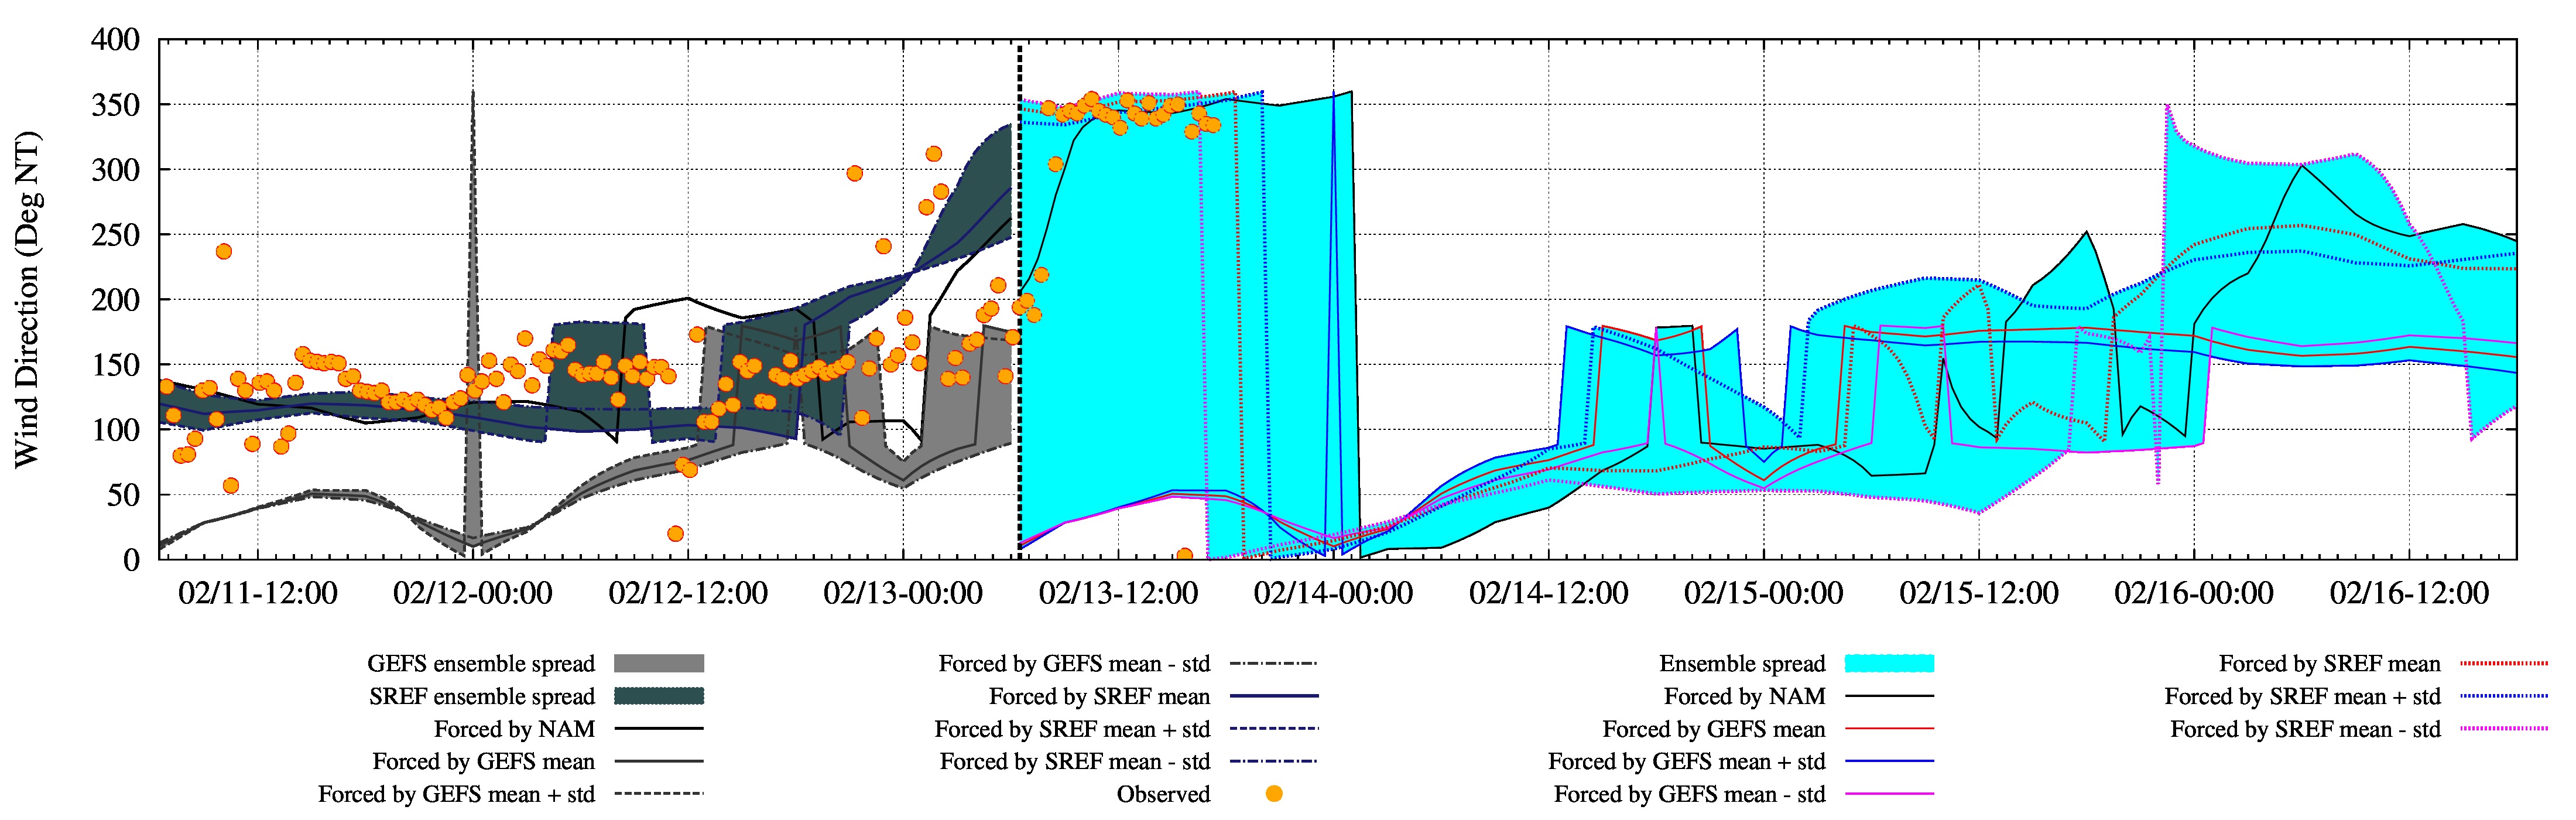 Wind Direction (Deg NT)
400
350
300
250
200
150
100
50
0
02/11-12:00 02/12-00:00 02/12-12:00 02/13-00:00 02/13-12:00 02/14-00:00 02/14-12:00 02/15-00:00 02/15-12:00 02/16-00:00 02/16-12:00
GEFS ensemble spread
SREF ensemble spread
Forced by NAM
Forced by GEFS mean
Forced by GEFS mean + std
Forced by GEFS mean - std
Forced by SREF mean
Forced by SREF mean + std
Forced by SREF mean - std
Observed
Ensemble spread
Forced by NAM
Forced by GEFS mean
Forced by GEFS mean + std
Forced by GEFS mean - std
Forced by SREF mean
Forced by SREF mean + std
Forced by SREF mean - std